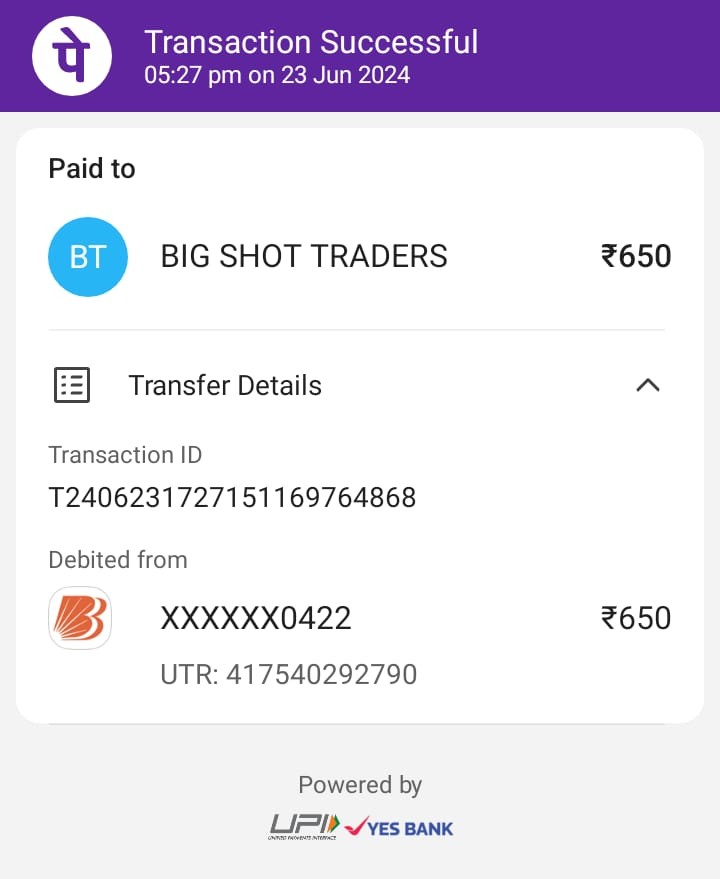 पे
Transaction Successful
05:27 pm on 23 Jun 2024
Paid to
BT BIG SHOT TRADERS ₹650
Transfer Details
Transaction ID
T2406231727151169764868
Debited from
XXXXXX0422 ₹650
UTR: 417540292790
Powered by
UPI YES BANK
UNIFIED PAYMENTS INTERFACE